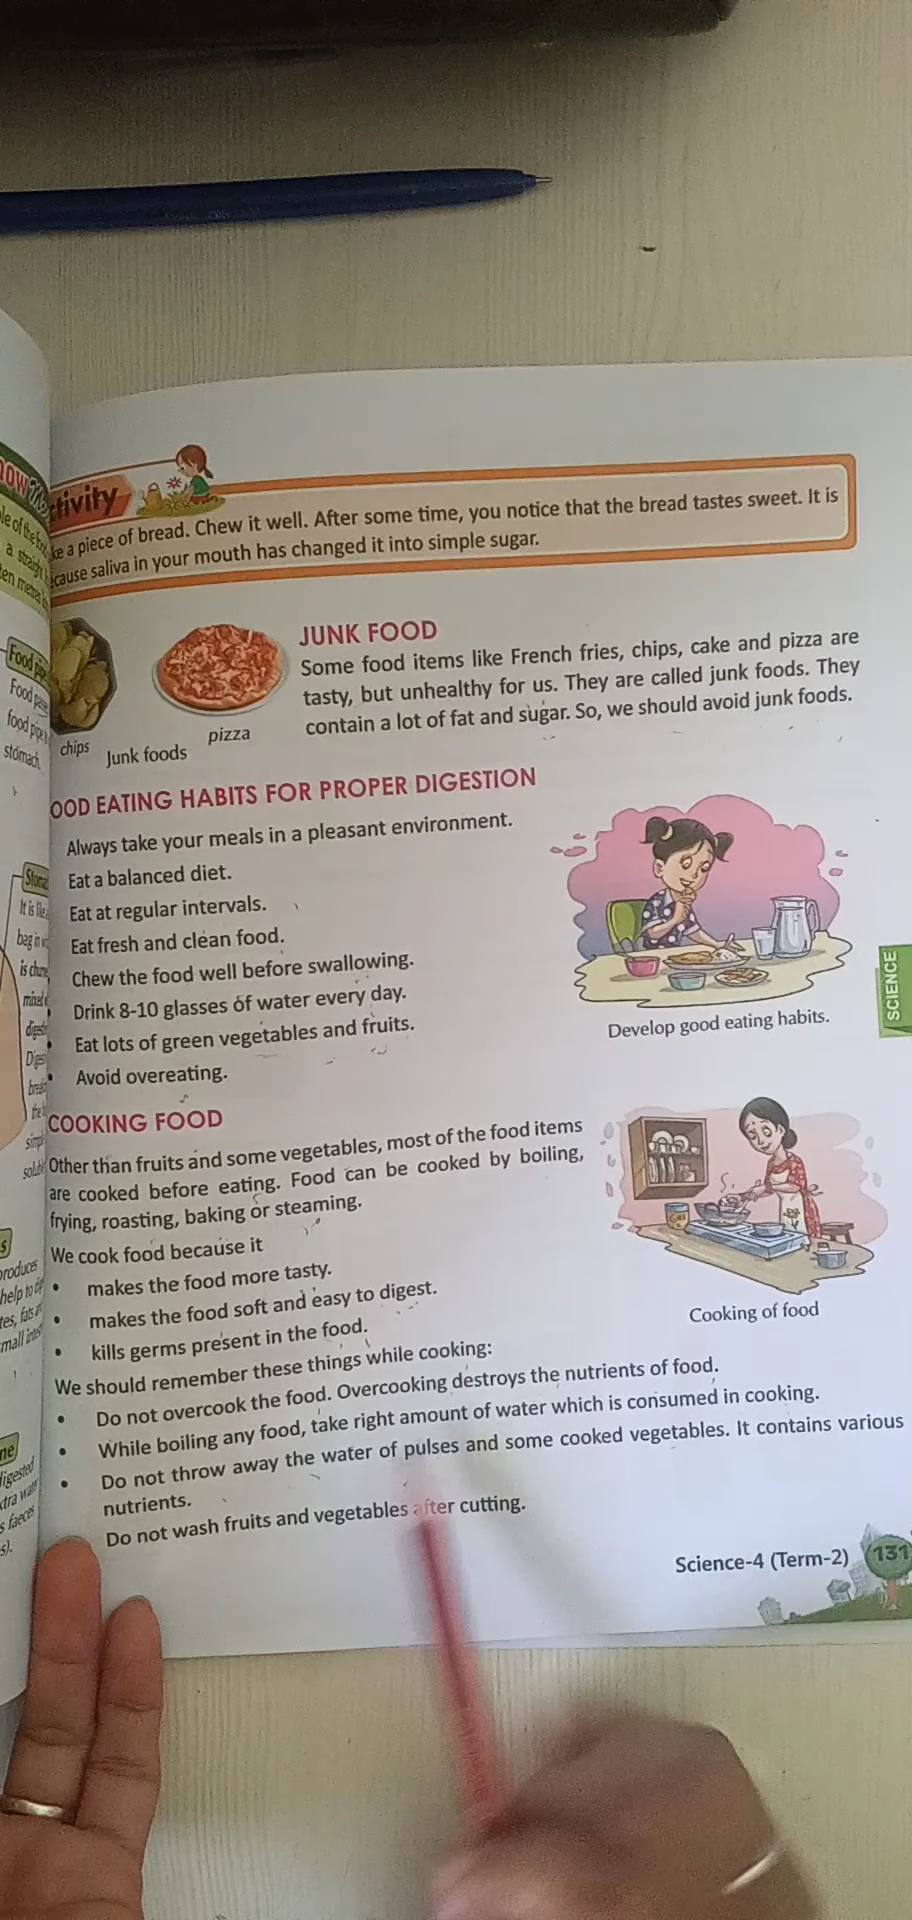 tivity
ke a piece of bread. Chew it well. After some time, you notice that the bread tastes sweet. It is
cause saliva in your mouth has changed it into simple sugar.
JUNK FOOD
Some food items like French fries, chips, cake and pizza are
tasty, but unhealthy for us. They are called junk foods. They
contain a lot of fat and sugar. So, we should avoid junk foods.
chips
Junk foods
pizza
OOD EATING HABITS FOR PROPER DIGESTION
Always take your meals in a pleasant environment.
Eat a balanced diet.
Eat at regular intervals.
Eat fresh and clean food.
Chew the food well before swallowing.
• Drink 8-10 glasses of water every day.
• Eat lots of green vegetables and fruits.
• Avoid overeating.
Develop good eating habits.
SCIENCE
COOKING FOOD
Other than fruits and some vegetables, most of the food items
are cooked before eating. Food can be cooked by boiling,
frying, roasting, baking or steaming.
We cook food because it
• makes the food more tasty.
• makes the food soft and easy to digest.
• kills germs present in the food.
Cooking of food
We should remember these things while cooking:
• Do not overcook the food. Overcooking destroys the nutrients of food.
• While boiling any food, take right amount of water which is consumed in cooking.
• Do not throw away the water of pulses and some cooked vegetables. It contains various
nutrients.
Do not wash fruits and vegetables after cutting.
Science-4 (Term-2) 131